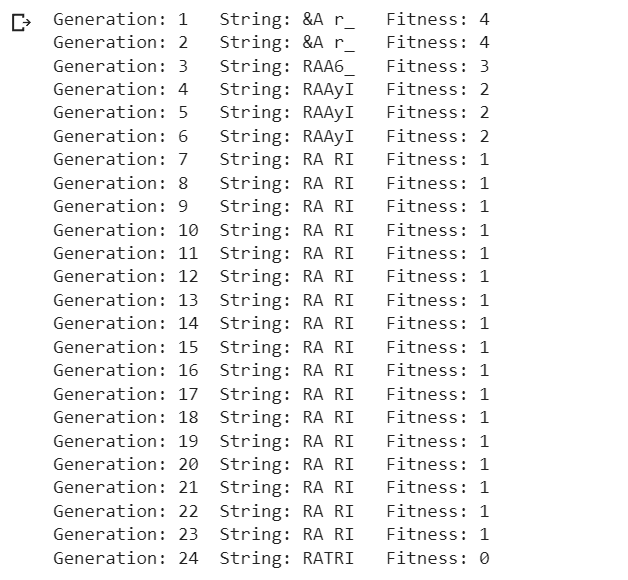 Generation: 1	String: &A r_	Fitness: 4
Generation: 2	String: &A r_	Fitness: 4
Generation: 3	String: RAA6_	Fitness: 3
Generation: 4	String: RAAyI	Fitness: 2
Generation: 5	String: RAAyI	Fitness: 2
Generation: 6	String: RAAyI	Fitness: 2
Generation: 7	String: RA RI	Fitness: 1
Generation: 8	String: RA RI	Fitness: 1
Generation: 9	String: RA RI	Fitness: 1
Generation: 10	String: RA RI	Fitness: 1
Generation: 11	String: RA RI	Fitness: 1
Generation: 12	String: RA RI	Fitness: 1
Generation: 13	String: RA RI	Fitness: 1
Generation: 14	String: RA RI	Fitness: 1
Generation: 15	String: RA RI	Fitness: 1
Generation: 16	String: RA RI	Fitness: 1
Generation: 17	String: RA RI	Fitness: 1
Generation: 18	String: RA RI	Fitness: 1
Generation: 19	String: RA RI	Fitness: 1
Generation: 20	String: RA RI	Fitness: 1
Generation: 21	String: RA RI	Fitness: 1
Generation: 22	String: RA RI	Fitness: 1
Generation: 23	String: RA RI	Fitness: 1
Generation: 24	String: RATRI	Fitness: 0